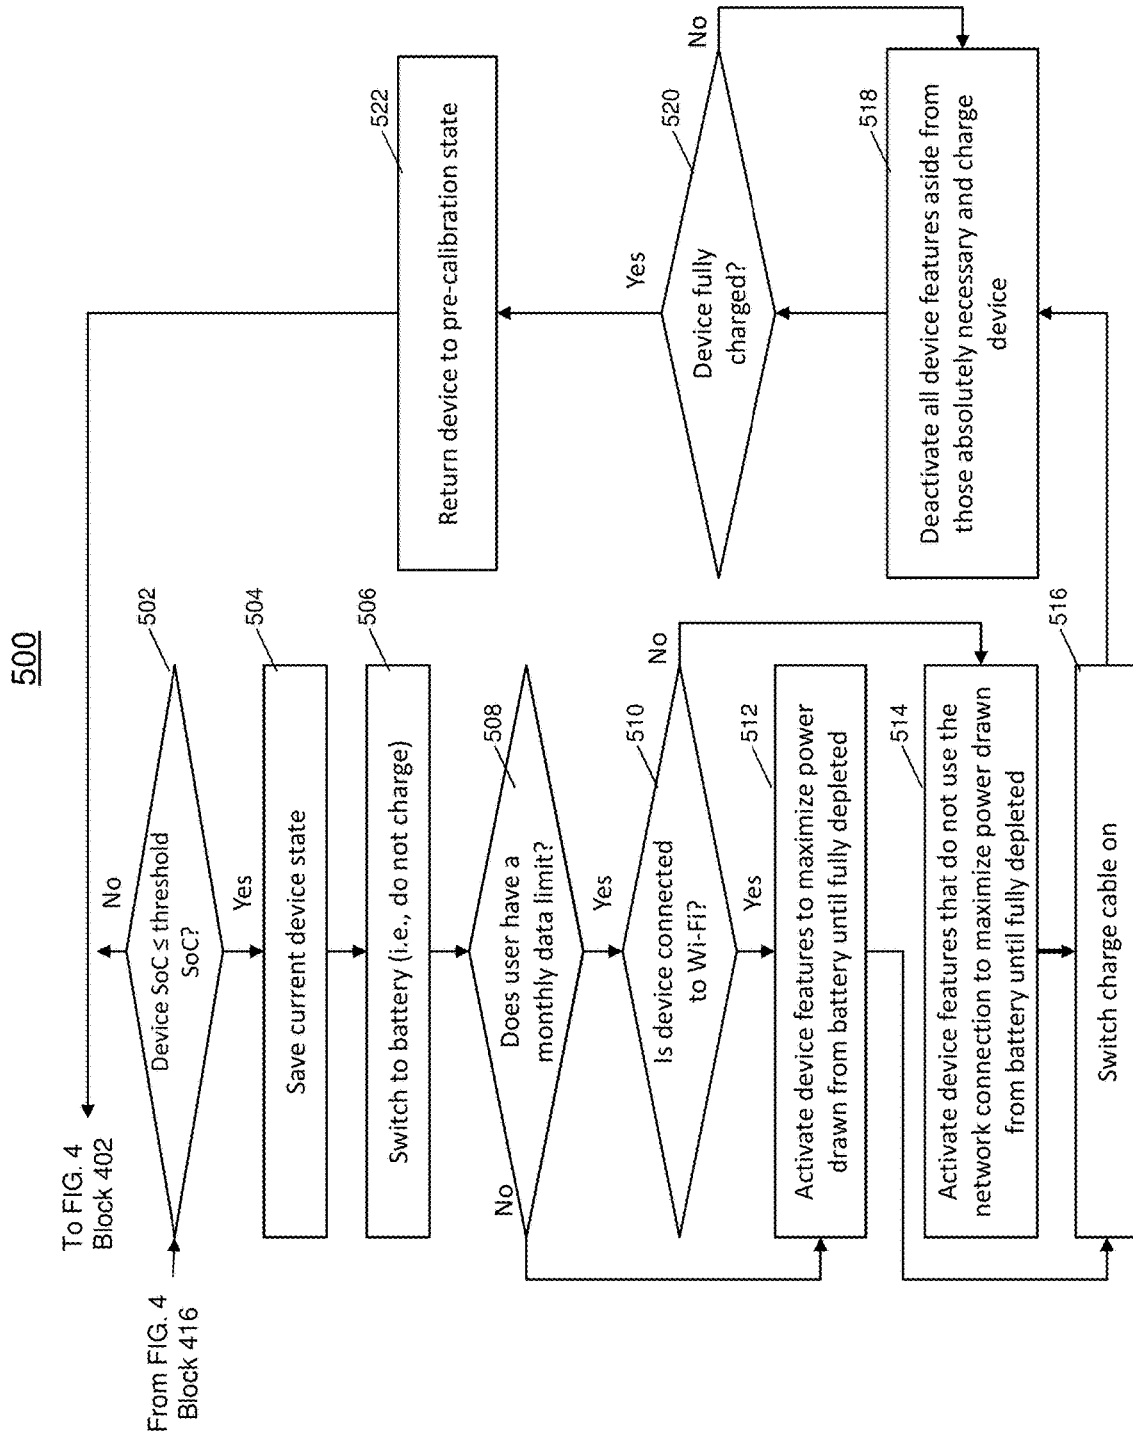 500
To FIG. 4
Block 402
From FIG. 4
Block 416
502
Device SoC ≤ threshold
SoC?
No
Yes
504
Save current device state
506
Switch to battery (i.e., do not charge)
508
Does user have a
monthly data limit?
No
Yes
510
Is device connected
to Wi-Fi?
No
Yes
512
Activate device features to maximize power
drawn from battery until fully depleted
514
Activate device features that do not use the
network connection to maximize power drawn
from battery until fully depleted
516
Switch charge cable on
518
Deactivate all device features aside from
those absolutely necessary and charge
device
520
Device fully
charged?
No
Yes
522
Return device to pre-calibration state